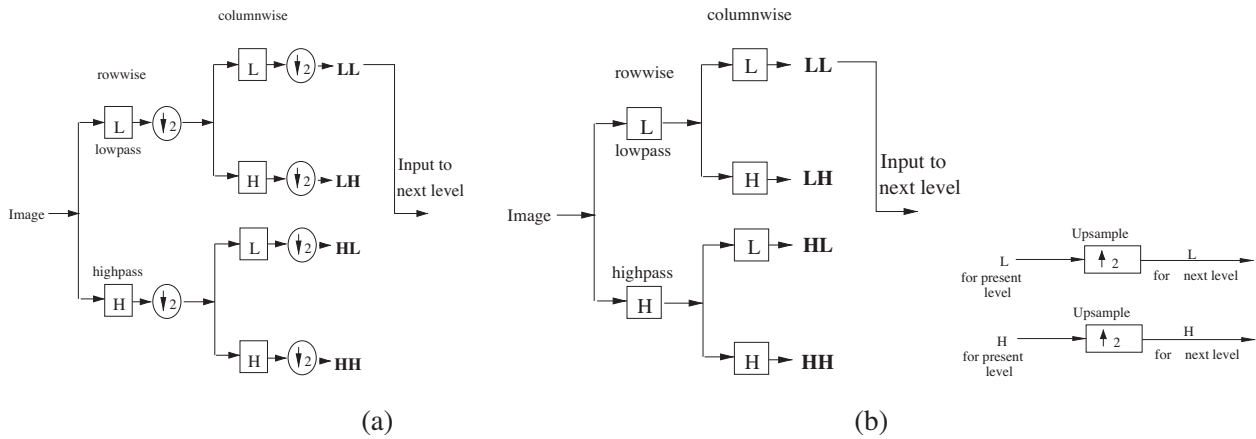 columnwise
rowwise
L
↓2
LL
L
↓2
lowpass
H
↓2
LH
Input to
next level
Image
highpass
L
↓2
HL
H
↓2
H
↓2
HH
(a)
columnwise
rowwise
L
LL
L
lowpass
H
LH
Input to
next level
Image
highpass
L
HL
H
H
HH
Upsample
L
↑2
L
for present
level
for next level
Upsample
H
↑2
H
for present
level
for next level
(b)